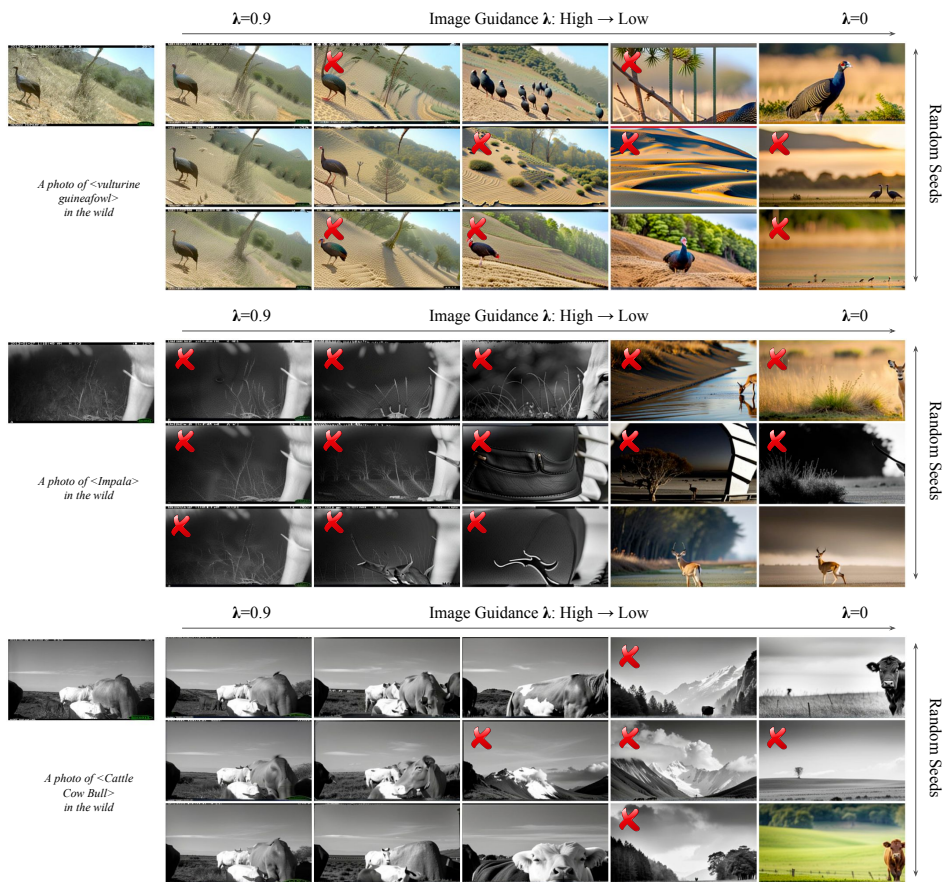 λ=0.9 Image Guidance λ: High → Low λ=0
A photo of <vulturine
guineafowl>
in the wild
Random Seeds
λ=0.9 Image Guidance λ: High → Low λ=0
A photo of <Impala>
in the wild
Random Seeds
λ=0.9 Image Guidance λ: High → Low λ=0
A photo of <Cattle
Cow Bull>
in the wild
Random Seeds